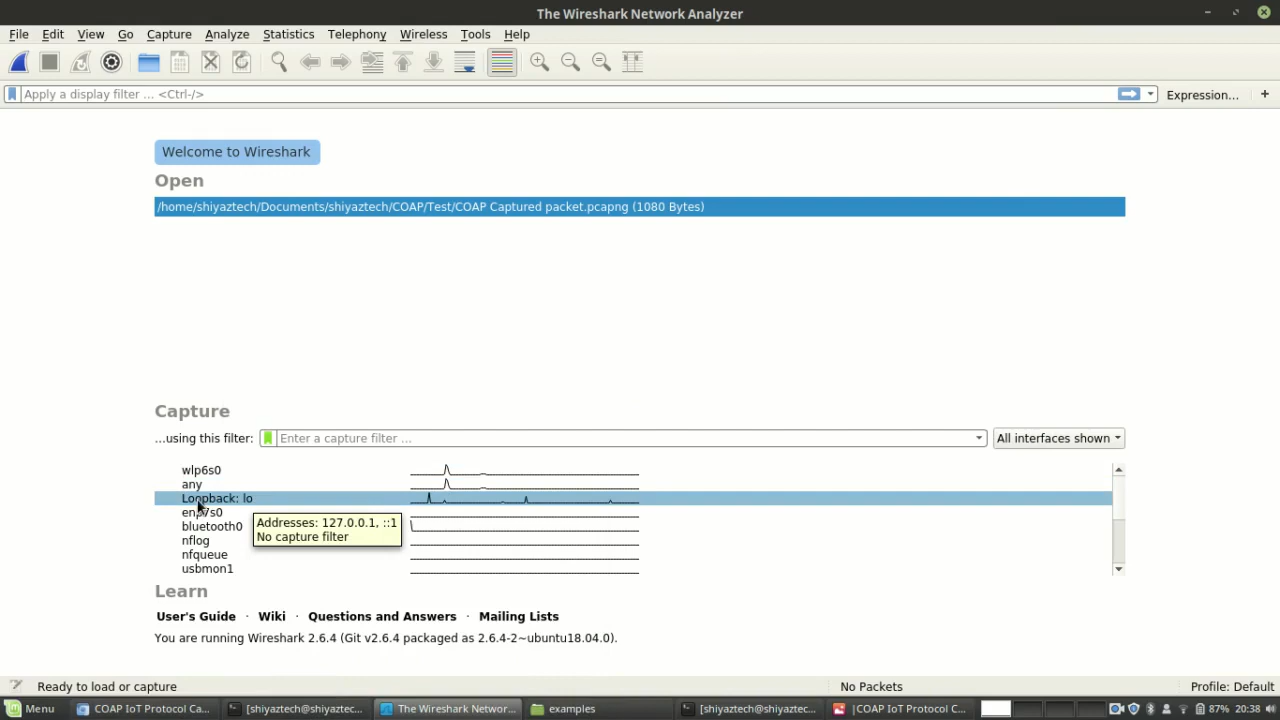 The Wireshark Network Analyzer
File Edit View Go Capture Analyze Statistics Telephony Wireless Tools Help
Apply a display filter ... <Ctrl-/> Expression... +
Welcome to Wireshark
Open
/home/shiyaztech/Documents/shiyaztech/COAP/Test/COAP Captured packet.pcapng (1080 Bytes)
Capture
...using this filter: Enter a capture filter ... All interfaces shown
wlp6s0
any
Loopback: lo
enp7s0
Addresses: 127.0.0.1, ::1
bluetooth0
No capture filter
nflog
nfqueue
usbmon1
Learn
User's Guide · Wiki · Questions and Answers · Mailing Lists
You are running Wireshark 2.6.4 (Git v2.6.4 packaged as 2.6.4-2~ubuntu18.04.0).
Ready to load or capture No Packets Profile: Default
Menu COAP IoT Protocol Ca... [shiyaztech@shiyaztec... The Wireshark Networ... examples [shiyaztech@shiyaztec... |COAP IoT Protocol C... 87% 20:38